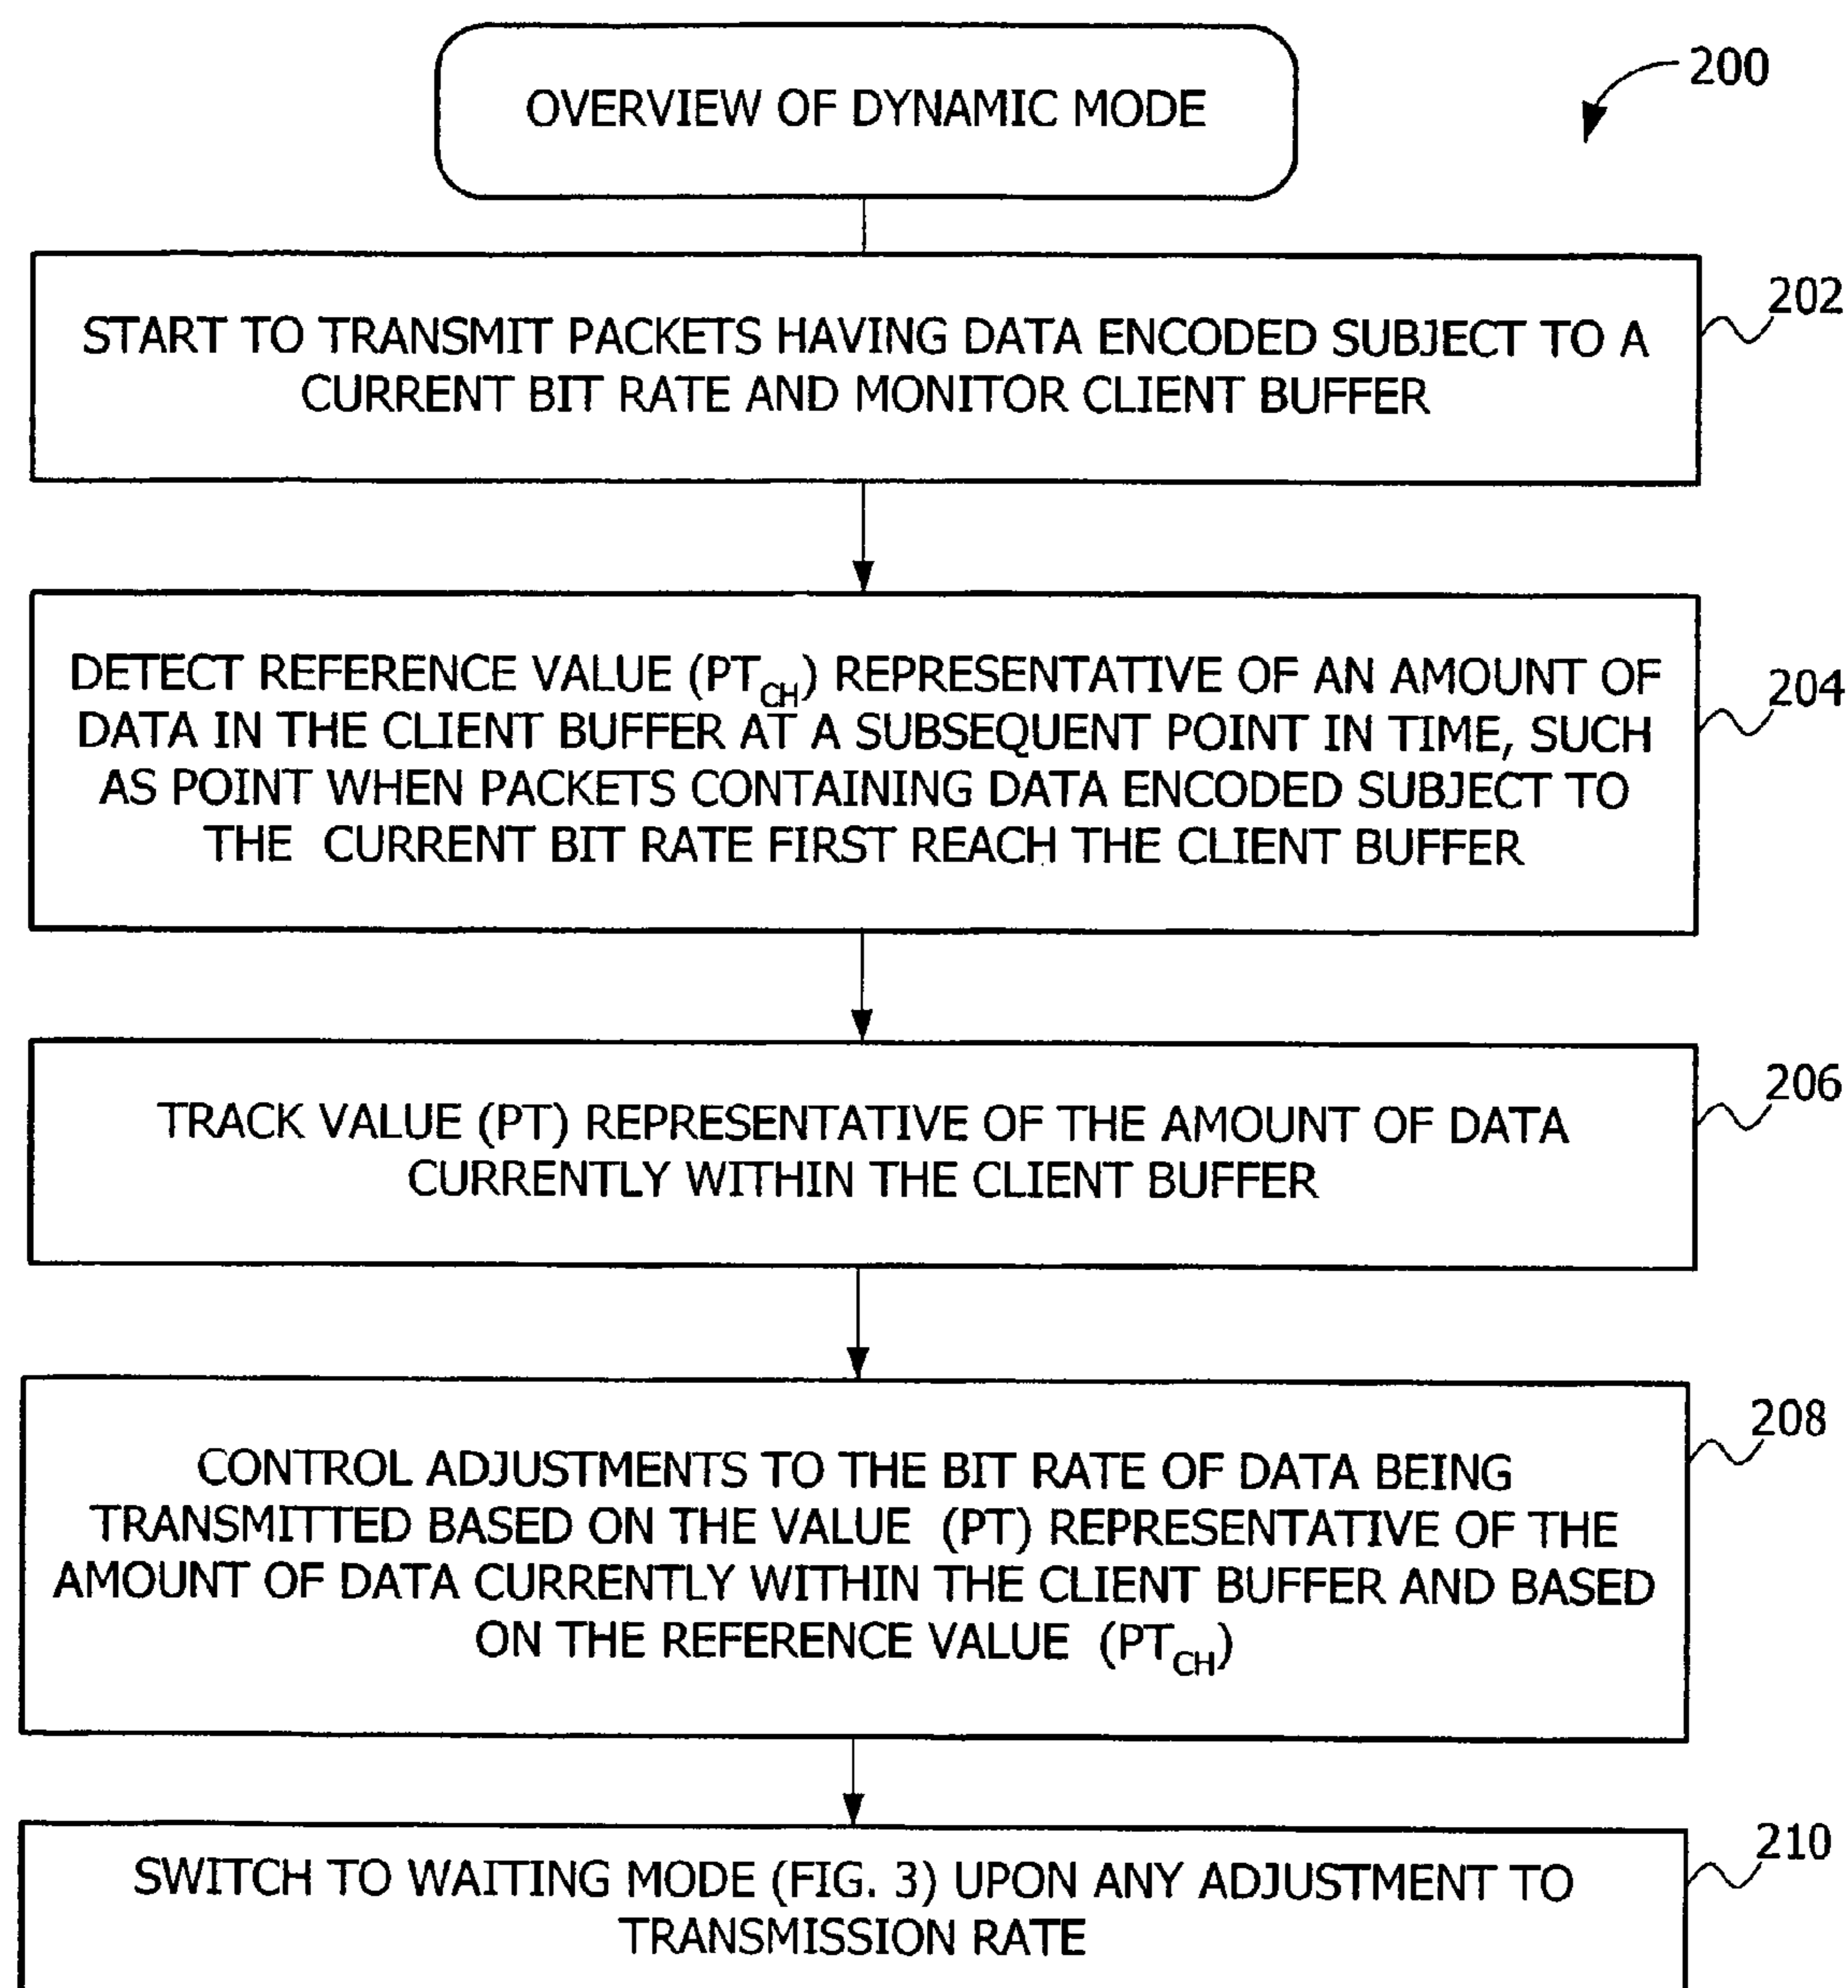 OVERVIEW OF DYNAMIC MODE
200
START TO TRANSMIT PACKETS HAVING DATA ENCODED SUBJECT TO A
CURRENT BIT RATE AND MONITOR CLIENT BUFFER
202
DETECT REFERENCE VALUE (PT_CH) REPRESENTATIVE OF AN AMOUNT OF
DATA IN THE CLIENT BUFFER AT A SUBSEQUENT POINT IN TIME, SUCH
AS POINT WHEN PACKETS CONTAINING DATA ENCODED SUBJECT TO
THE CURRENT BIT RATE FIRST REACH THE CLIENT BUFFER
204
TRACK VALUE (PT) REPRESENTATIVE OF THE AMOUNT OF DATA
CURRENTLY WITHIN THE CLIENT BUFFER
206
CONTROL ADJUSTMENTS TO THE BIT RATE OF DATA BEING
TRANSMITTED BASED ON THE VALUE (PT) REPRESENTATIVE OF THE
AMOUNT OF DATA CURRENTLY WITHIN THE CLIENT BUFFER AND BASED
ON THE REFERENCE VALUE (PT_CH)
208
SWITCH TO WAITING MODE (FIG. 3) UPON ANY ADJUSTMENT TO
TRANSMISSION RATE
210